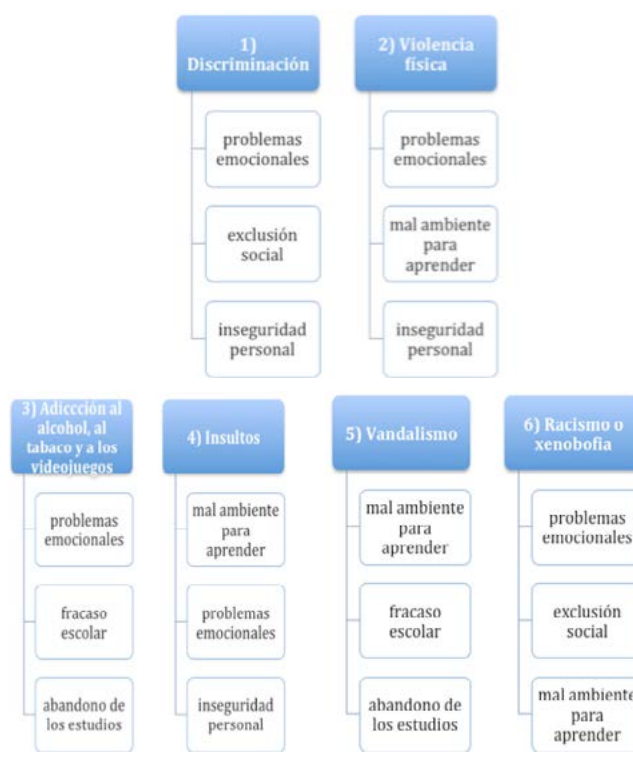 1)
Discriminación
problemas
emocionales
exclusión
social
inseguridad
personal
2) Violencia
física
problemas
emocionales
mal ambiente
para
aprender
inseguridad
personal
3) Adiccción al
alcohol, al
tabaco y a los
videojuegos
problemas
emocionales
fracaso
escolar
abandono de
los estudios
4) Insultos
mal ambiente
para
aprender
problemas
emocionales
inseguridad
personal
5) Vandalismo
mal ambiente
para
aprender
fracaso
escolar
abandono de
los estudios
6) Racismo o
xenobofia
problemas
emocionales
exclusión
social
mal ambiente
para
aprender